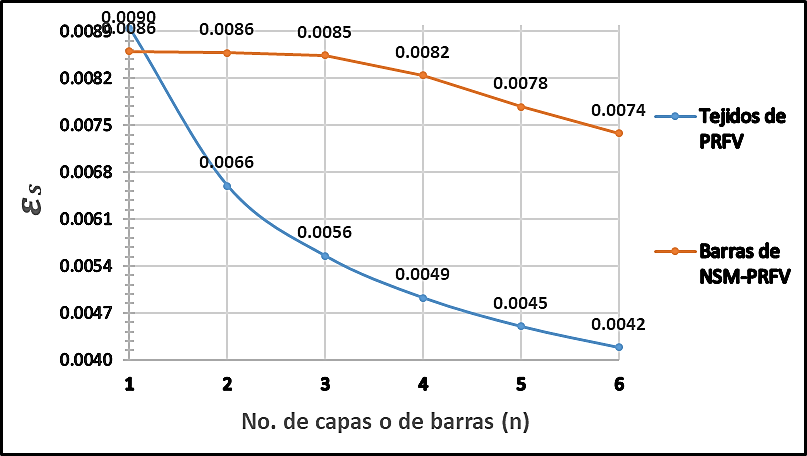 0.0090
0.0089
0.0086
0.0086
0.0085
0.0082
0.0082
0.0078
0.0075
0.0074
0.0068
0.0066
0.0061
0.0056
0.0054
0.0049
0.0047
0.0045
0.0042
0.0040
εs
1 2 3 4 5 6
No. de capas o de barras (n)
Tejidos de
PRFV
Barras de
NSM-PRFV